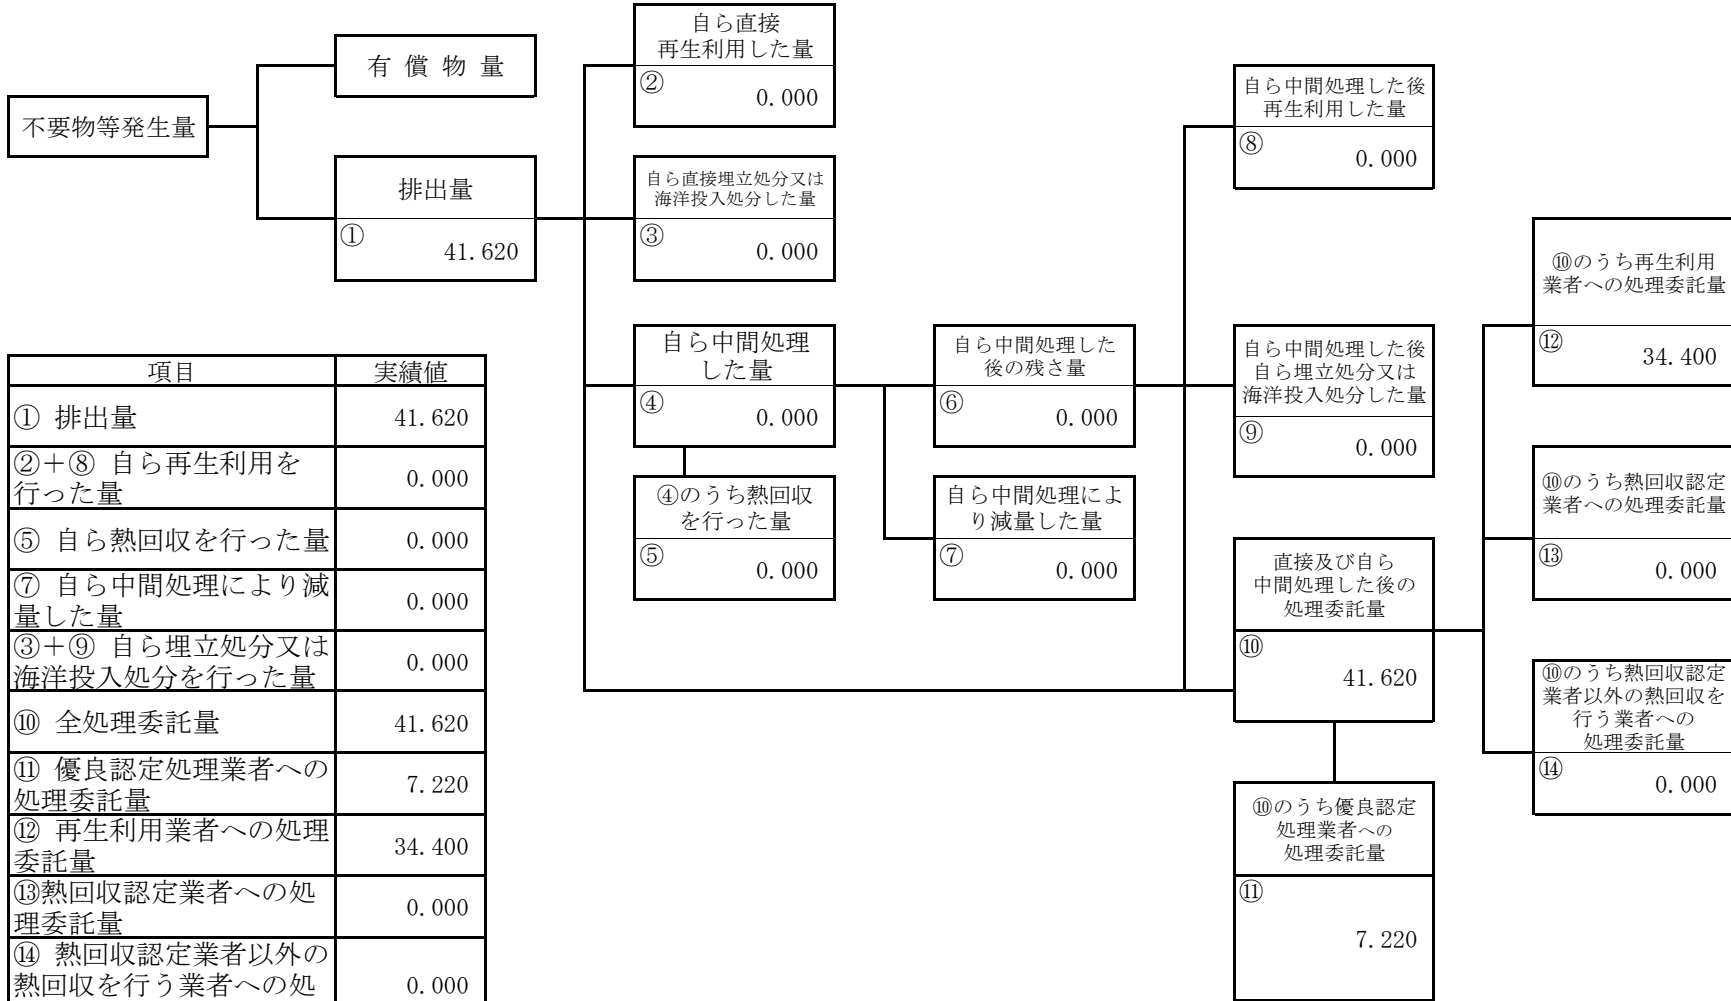 不要物等発生量
有 償 物 量
排出量
①
41.620
自ら直接
再生利用した量
②
0.000
自ら直接埋立処分又は
海洋投入処分した量
③
0.000
自ら中間処理
した量
④
0.000
④のうち熱回収
を行った量
⑤
0.000
自ら中間処理した
後の残さ量
⑥
0.000
自ら中間処理によ
り減量した量
⑦
0.000
自ら中間処理した後
再生利用した量
⑧
0.000
自ら中間処理した後
自ら埋立処分又は
海洋投入処分した量
⑨
0.000
直接及び自ら
中間処理した後の
処理委託量
⑩
41.620
⑩のうち優良認定
処理業者への
処理委託量
⑪
7.220
⑩のうち再生利用
業者への処理委託量
⑫
34.400
⑩のうち熱回収認定
業者への処理委託量
⑬
0.000
⑩のうち熱回収認定
業者以外の熱回収を
行う業者への
処理委託量
⑭
0.000
項目 実績値
① 排出量 41.620
②+⑧ 自ら再生利用を
行った量 0.000
⑤ 自ら熱回収を行った量 0.000
⑦ 自ら中間処理により減
量した量 0.000
③+⑨ 自ら埋立処分又は
海洋投入処分を行った量 0.000
⑩ 全処理委託量 41.620
⑪ 優良認定処理業者への
処理委託量 7.220
⑫ 再生利用業者への処理
委託量 34.400
⑬熱回収認定業者への処
理委託量 0.000
⑭ 熱回収認定業者以外の
熱回収を行う業者への処 0.000